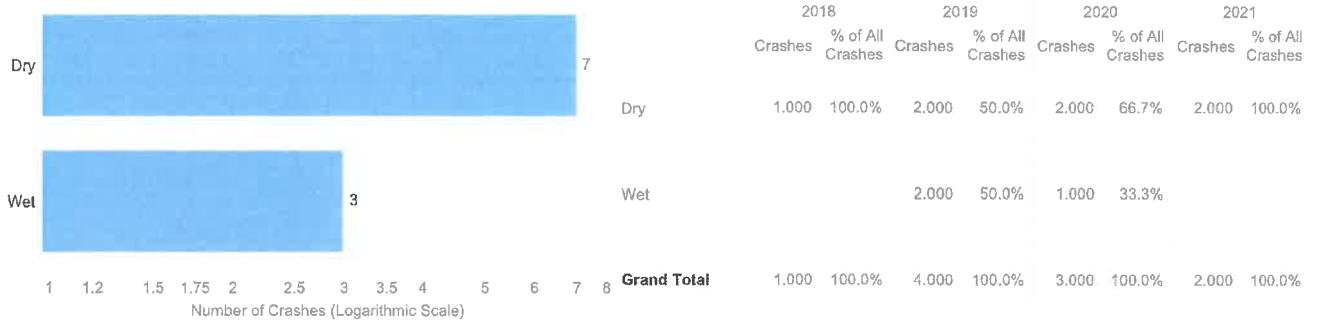 Dry 7
Wet 3
1 1.2 1.5 1.75 2 2.5 3 3.5 4 5 6 7 8
Number of Crashes (Logarithmic Scale)
2018 2019 2020 2021
Crashes % of All Crashes Crashes % of All Crashes Crashes % of All Crashes Crashes % of All Crashes
Dry 1.000 100.0% 2.000 50.0% 2.000 66.7% 2.000 100.0%
Wet 2.000 50.0% 1.000 33.3%
Grand Total 1.000 100.0% 4.000 100.0% 3.000 100.0% 2.000 100.0%